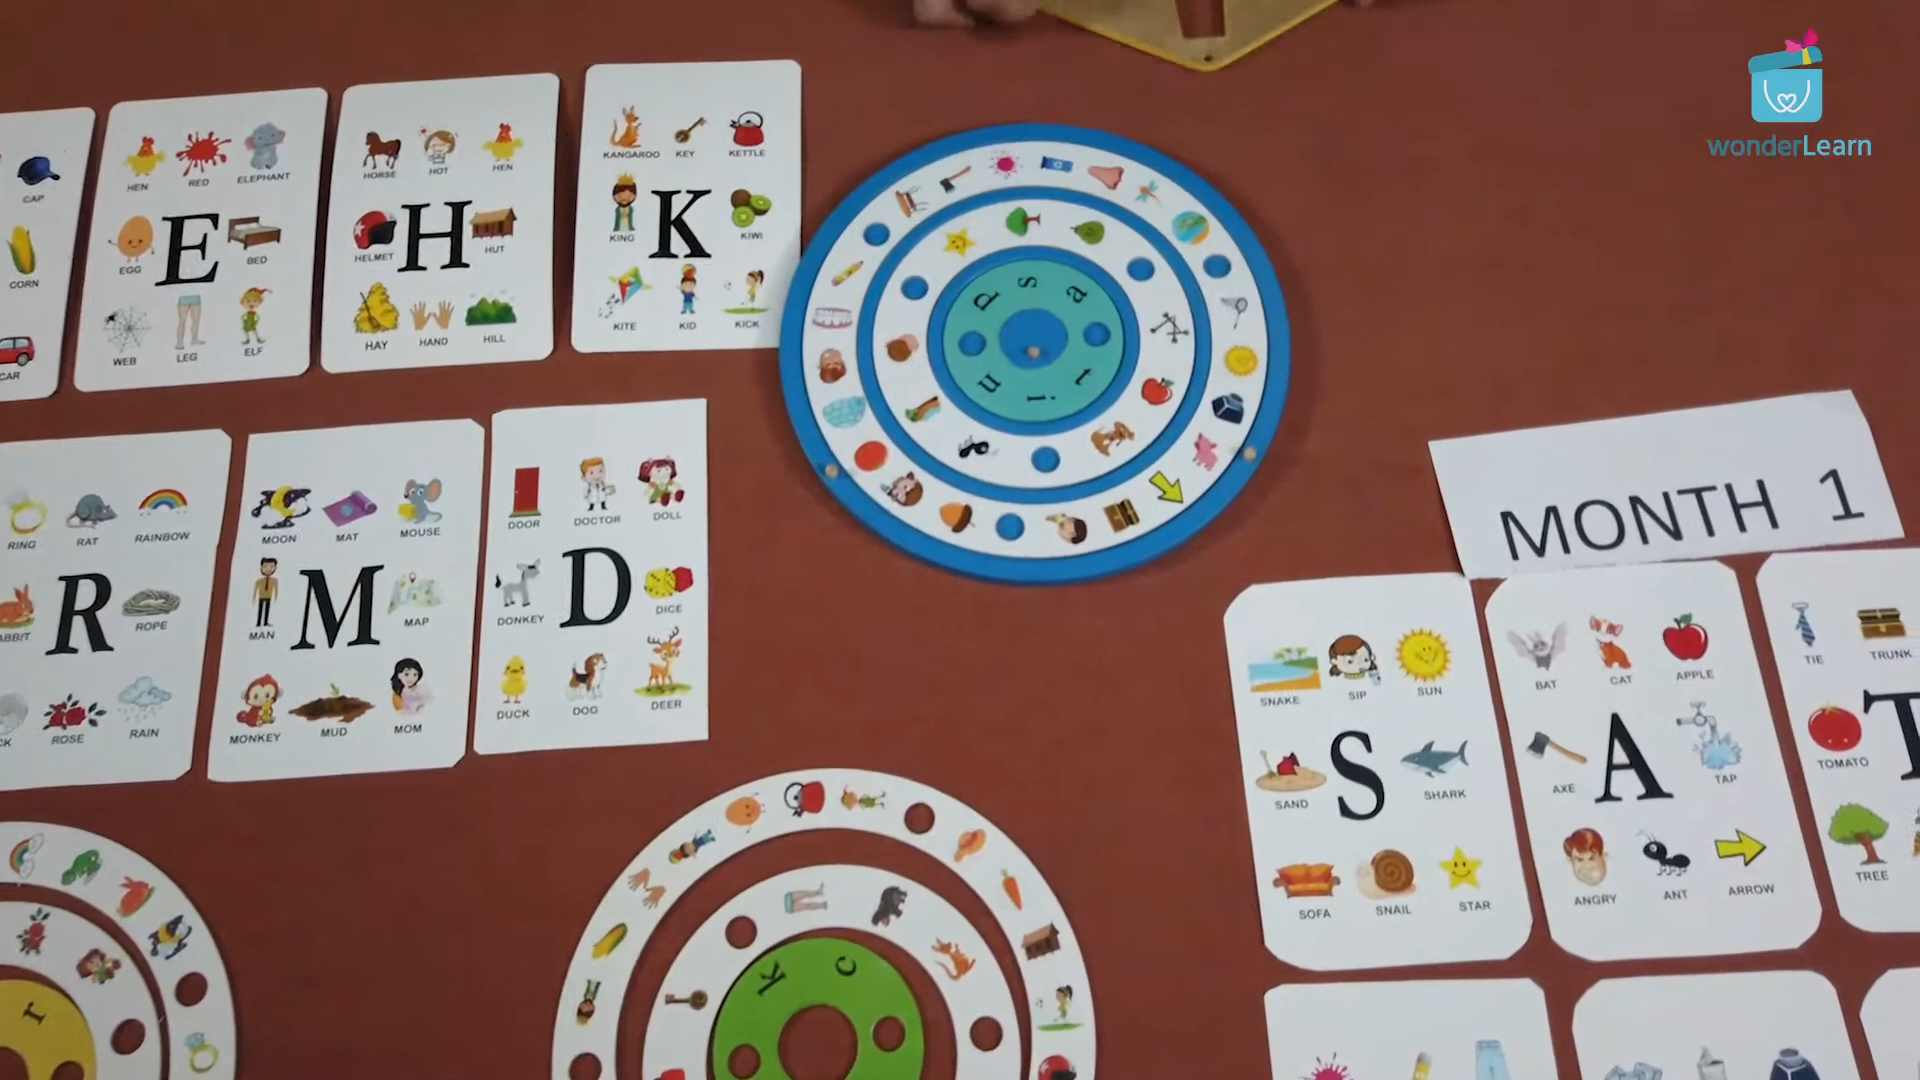 wonderLearn
CAP
CORN
CAR
HEN RED ELEPHANT
EGG E BED
WEB LEG ELF
HORSE HOT HEN
HELMET H HUT
HAY HAND HILL
KANGAROO KEY KETTLE
KING K KIWI
KITE KID KICK
p s a
t i n
RING RAT RAINBOW
ABBIT R ROPE
CK ROSE RAIN
MOON MAT MOUSE
MAN M MAP
MONKEY MUD MOM
DOOR DOCTOR DOLL
DONKEY D DICE
DUCK DOG DEER
MONTH 1
SNAKE SIP SUN
SAND S SHARK
SOFA SNAIL STAR
BAT CAT APPLE
AXE A TAP
ANGRY ANT ARROW
TIE TRUNK
TOMATO T
TREE
r
k c